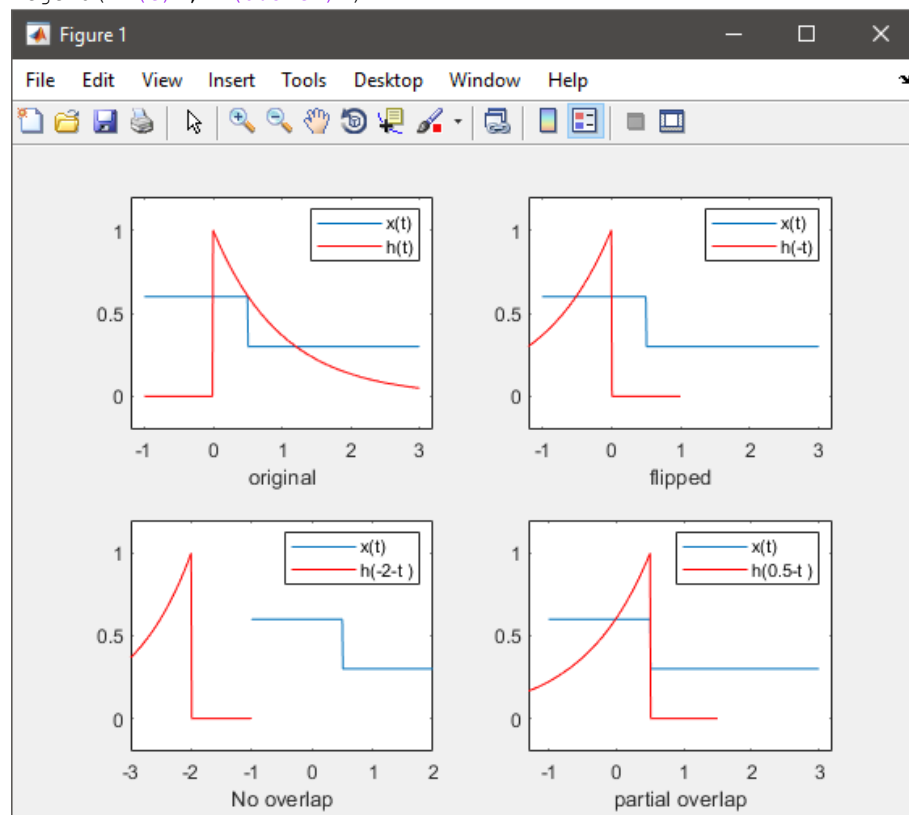 Figure 1
File Edit View Insert Tools Desktop Window Help
x(t)
h(t)
1
0.5
0
-1 0 1 2 3
original
x(t)
h(-t)
1
0.5
0
-1 0 1 2 3
flipped
x(t)
h(-2-t )
1
0.5
0
-3 -2 -1 0 1 2
No overlap
x(t)
h(0.5-t )
1
0.5
0
-1 0 1 2 3
partial overlap